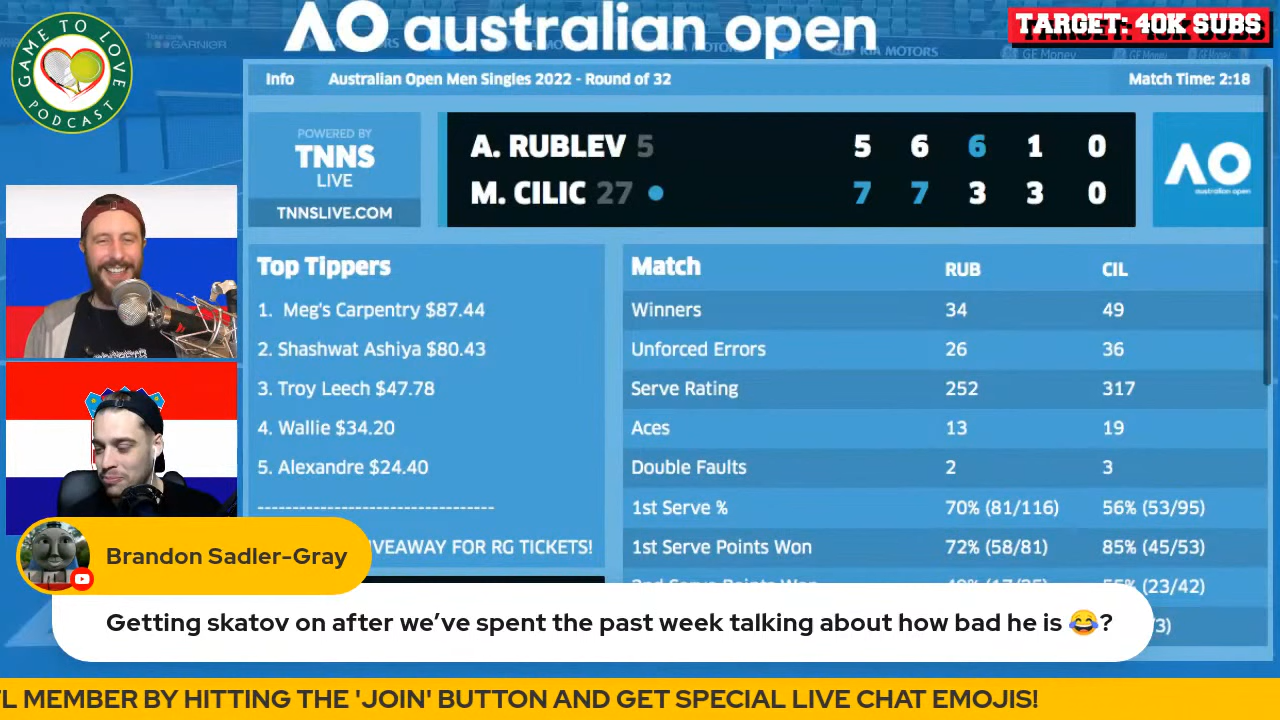 AO australian open
TARGET: 40K SUBS
GAME TO LOVE
PODCAST
KIA MOTORS
GE Money
Info
Australian Open Men Singles 2022 - Round of 32
Match Time: 2:18
POWERED BY
TNNS
LIVE
TNNSLIVE.COM
A. RUBLEV 5 5 6 6 1 0
M. CILIC 27 7 7 3 3 0
AO
australian open
Top Tippers
1. Meg's Carpentry $87.44
2. Shashwat Ashiya $80.43
3. Troy Leech $47.78
4. Wallie $34.20
5. Alexandre $24.40
----------------------------------
IVEAWAY FOR RG TICKETS!
Match RUB CIL
Winners 34 49
Unforced Errors 26 36
Serve Rating 252 317
Aces 13 19
Double Faults 2 3
1st Serve % 70% (81/116) 56% (53/95)
1st Serve Points Won 72% (58/81) 85% (45/53)
(23/42)
Brandon Sadler-Gray
Getting skatov on after we’ve spent the past week talking about how bad he is 😂?
L MEMBER BY HITTING THE 'JOIN' BUTTON AND GET SPECIAL LIVE CHAT EMOJIS!